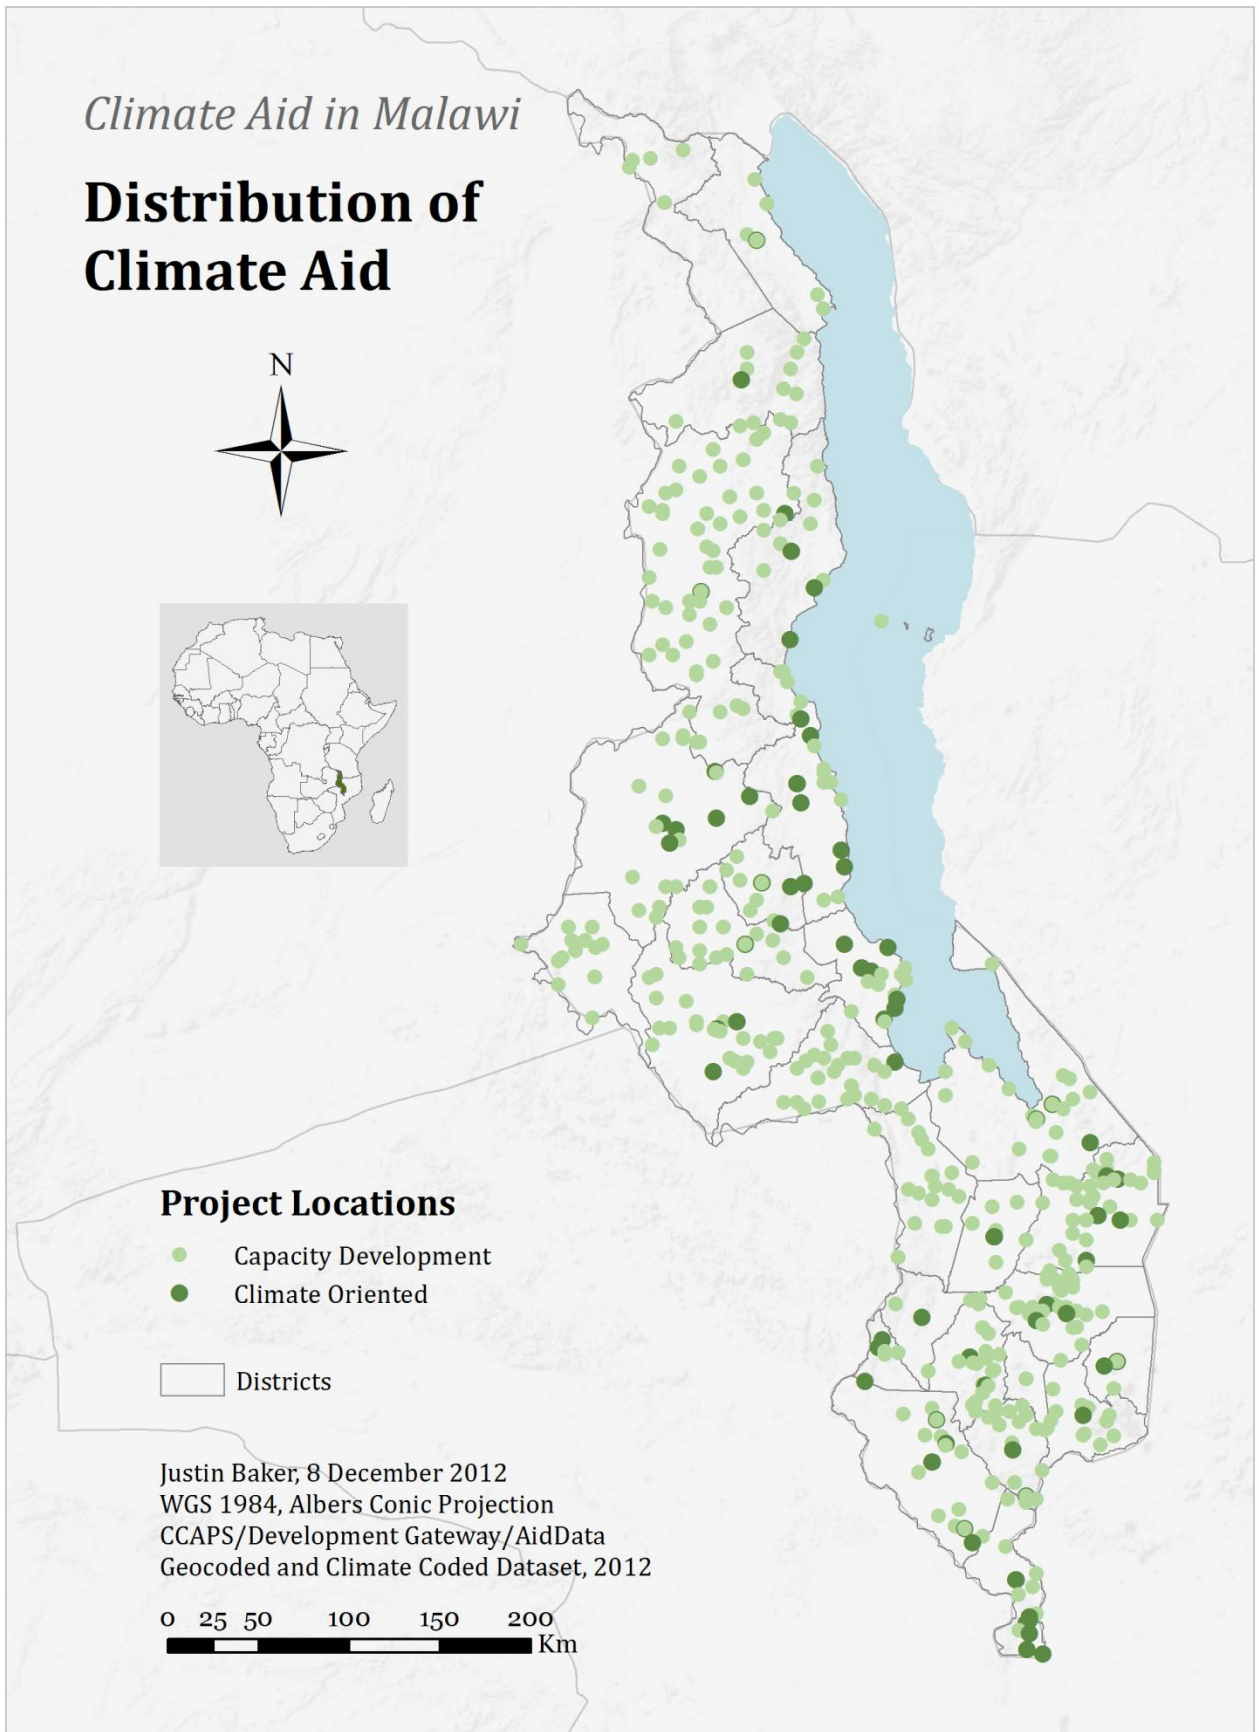 Climate Aid in Malawi
Distribution of
Climate Aid
N
Project Locations
Capacity Development
Climate Oriented
Districts
Justin Baker, 8 December 2012
WGS 1984, Albers Conic Projection
CCAPS/Development Gateway/AidData
Geocoded and Climate Coded Dataset, 2012
0 25 50 100 150 200
Km